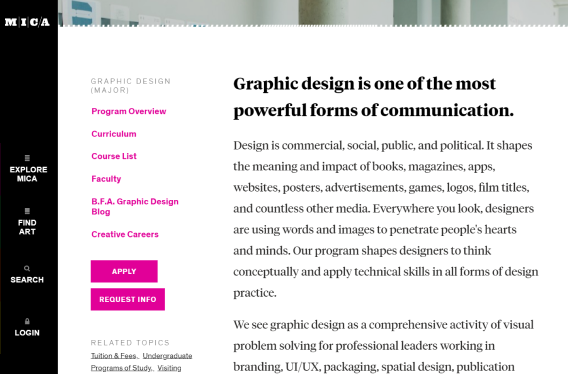 MICA
EXPLORE
MICA
FIND
ART
SEARCH
LOGIN
GRAPHIC DESIGN
(MAJOR)
Program Overview
Curriculum
Course List
Faculty
B.F.A. Graphic Design
Blog
Creative Careers
APPLY
REQUEST INFO
RELATED TOPICS
Tuition & Fees, Undergraduate
Programs of Study, Visiting
Graphic design is one of the most
powerful forms of communication.
Design is commercial, social, public, and political. It shapes
the meaning and impact of books, magazines, apps,
websites, posters, advertisements, games, logos, film titles,
and countless other media. Everywhere you look, designers
are using words and images to penetrate people's hearts
and minds. Our program shapes designers to think
conceptually and apply technical skills in all forms of design
practice.
We see graphic design as a comprehensive activity of visual
problem solving for professional leaders working in
branding, UI/UX, packaging, spatial design, publication